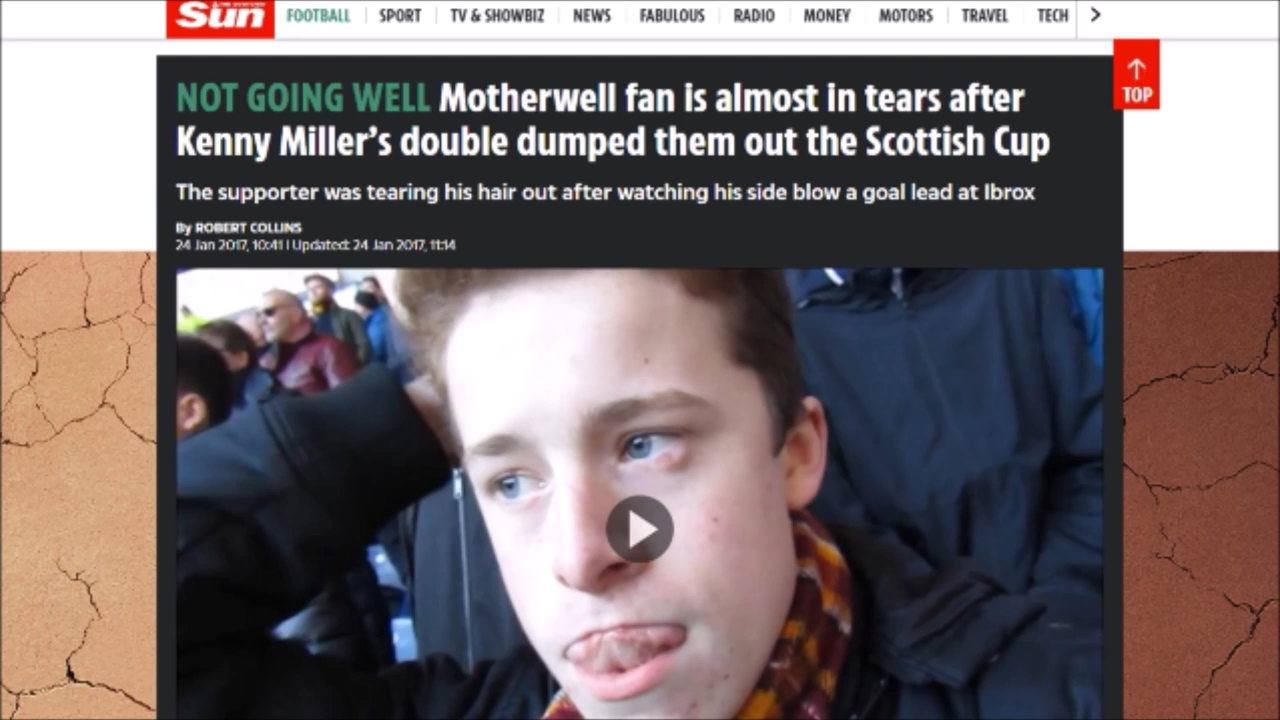 Sun
FOOTBALL SPORT TV & SHOWBIZ NEWS FABULOUS RADIO MONEY MOTORS TRAVEL TECH
TOP
NOT GOING WELL Motherwell fan is almost in tears after
Kenny Miller’s double dumped them out the Scottish Cup
The supporter was tearing his hair out after watching his side blow a goal lead at Ibrox
By ROBERT COLLINS
24 Jan 2017, 10:41 | Updated: 24 Jan 2017, 11:14